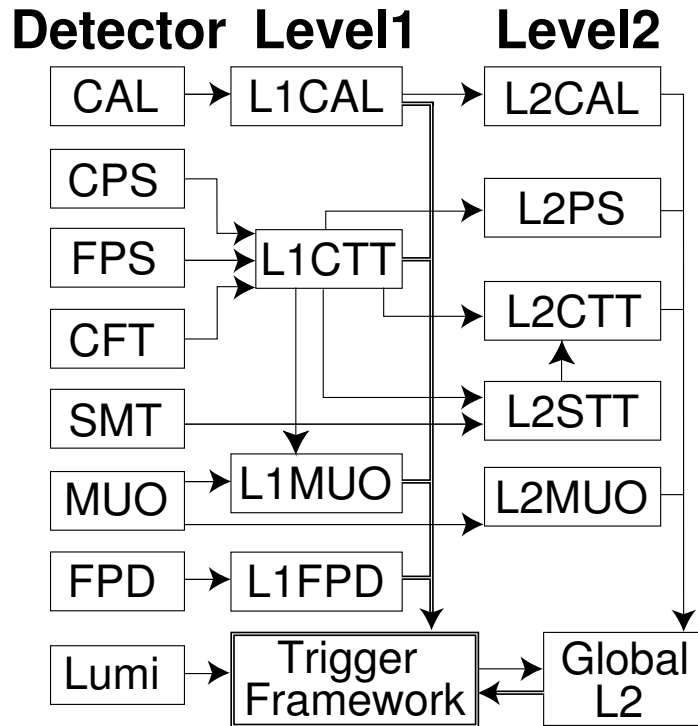 Detector Level1 Level2
CAL L1CAL L2CAL
CPS
L2PS
FPS L1CTT
CFT L2CTT
SMT L2STT
MUO L1MUO L2MUO
FPD L1FPD
Lumi
Trigger
Framework
Global
L2